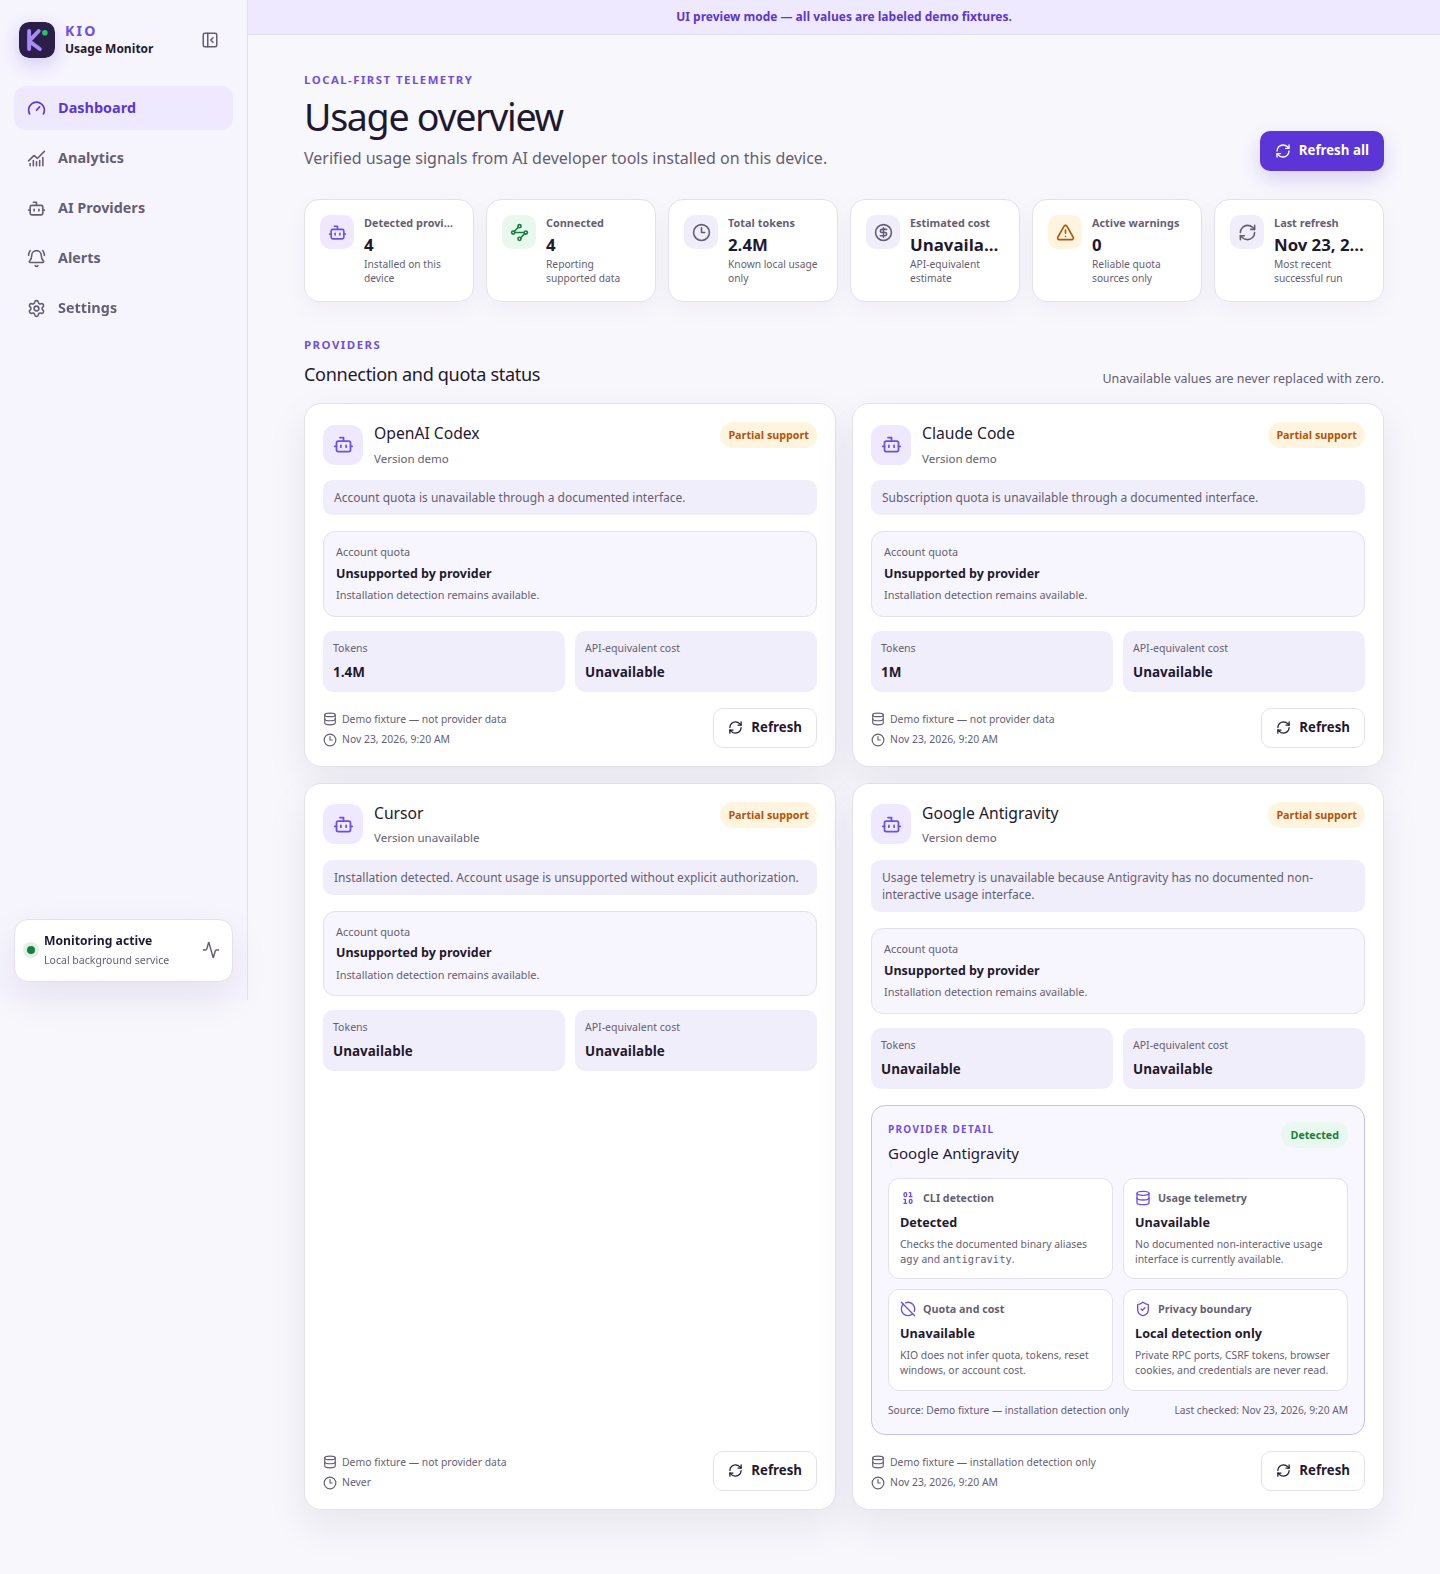 UI preview mode — all values are labeled demo fixtures.
KIO
Usage Monitor
Dashboard
Analytics
AI Providers
Alerts
Settings
Monitoring active
Local background service
LOCAL-FIRST TELEMETRY
Usage overview
Verified usage signals from AI developer tools installed on this device.
Refresh all
Detected provi...
4
Installed on this
device
Connected
4
Reporting
supported data
Total tokens
2.4M
Known local usage
only
Estimated cost
Unavaila...
API-equivalent
estimate
Active warnings
0
Reliable quota
sources only
Last refresh
Nov 23, 2...
Most recent
successful run
PROVIDERS
Connection and quota status
Unavailable values are never replaced with zero.
OpenAI Codex
Version demo
Partial support
Account quota is unavailable through a documented interface.
Account quota
Unsupported by provider
Installation detection remains available.
Tokens
1.4M
API-equivalent cost
Unavailable
Demo fixture — not provider data
Nov 23, 2026, 9:20 AM
Refresh
Claude Code
Version demo
Partial support
Subscription quota is unavailable through a documented interface.
Account quota
Unsupported by provider
Installation detection remains available.
Tokens
1M
API-equivalent cost
Unavailable
Demo fixture — not provider data
Nov 23, 2026, 9:20 AM
Refresh
Cursor
Version unavailable
Partial support
Installation detected. Account usage is unsupported without explicit authorization.
Account quota
Unsupported by provider
Installation detection remains available.
Tokens
Unavailable
API-equivalent cost
Unavailable
Demo fixture — not provider data
Never
Refresh
Google Antigravity
Version demo
Partial support
Usage telemetry is unavailable because Antigravity has no documented non-
interactive usage interface.
Account quota
Unsupported by provider
Installation detection remains available.
Tokens
Unavailable
API-equivalent cost
Unavailable
PROVIDER DETAIL
Google Antigravity
Detected
CLI detection
Detected
Checks the documented binary aliases
agy and antigravity.
Usage telemetry
Unavailable
No documented non-interactive usage
interface is currently available.
Quota and cost
Unavailable
KIO does not infer quota, tokens, reset
windows, or account cost.
Privacy boundary
Local detection only
Private RPC ports, CSRF tokens, browser
cookies, and credentials are never read.
Source: Demo fixture — installation detection only
Last checked: Nov 23, 2026, 9:20 AM
Demo fixture — installation detection only
Nov 23, 2026, 9:20 AM
Refresh